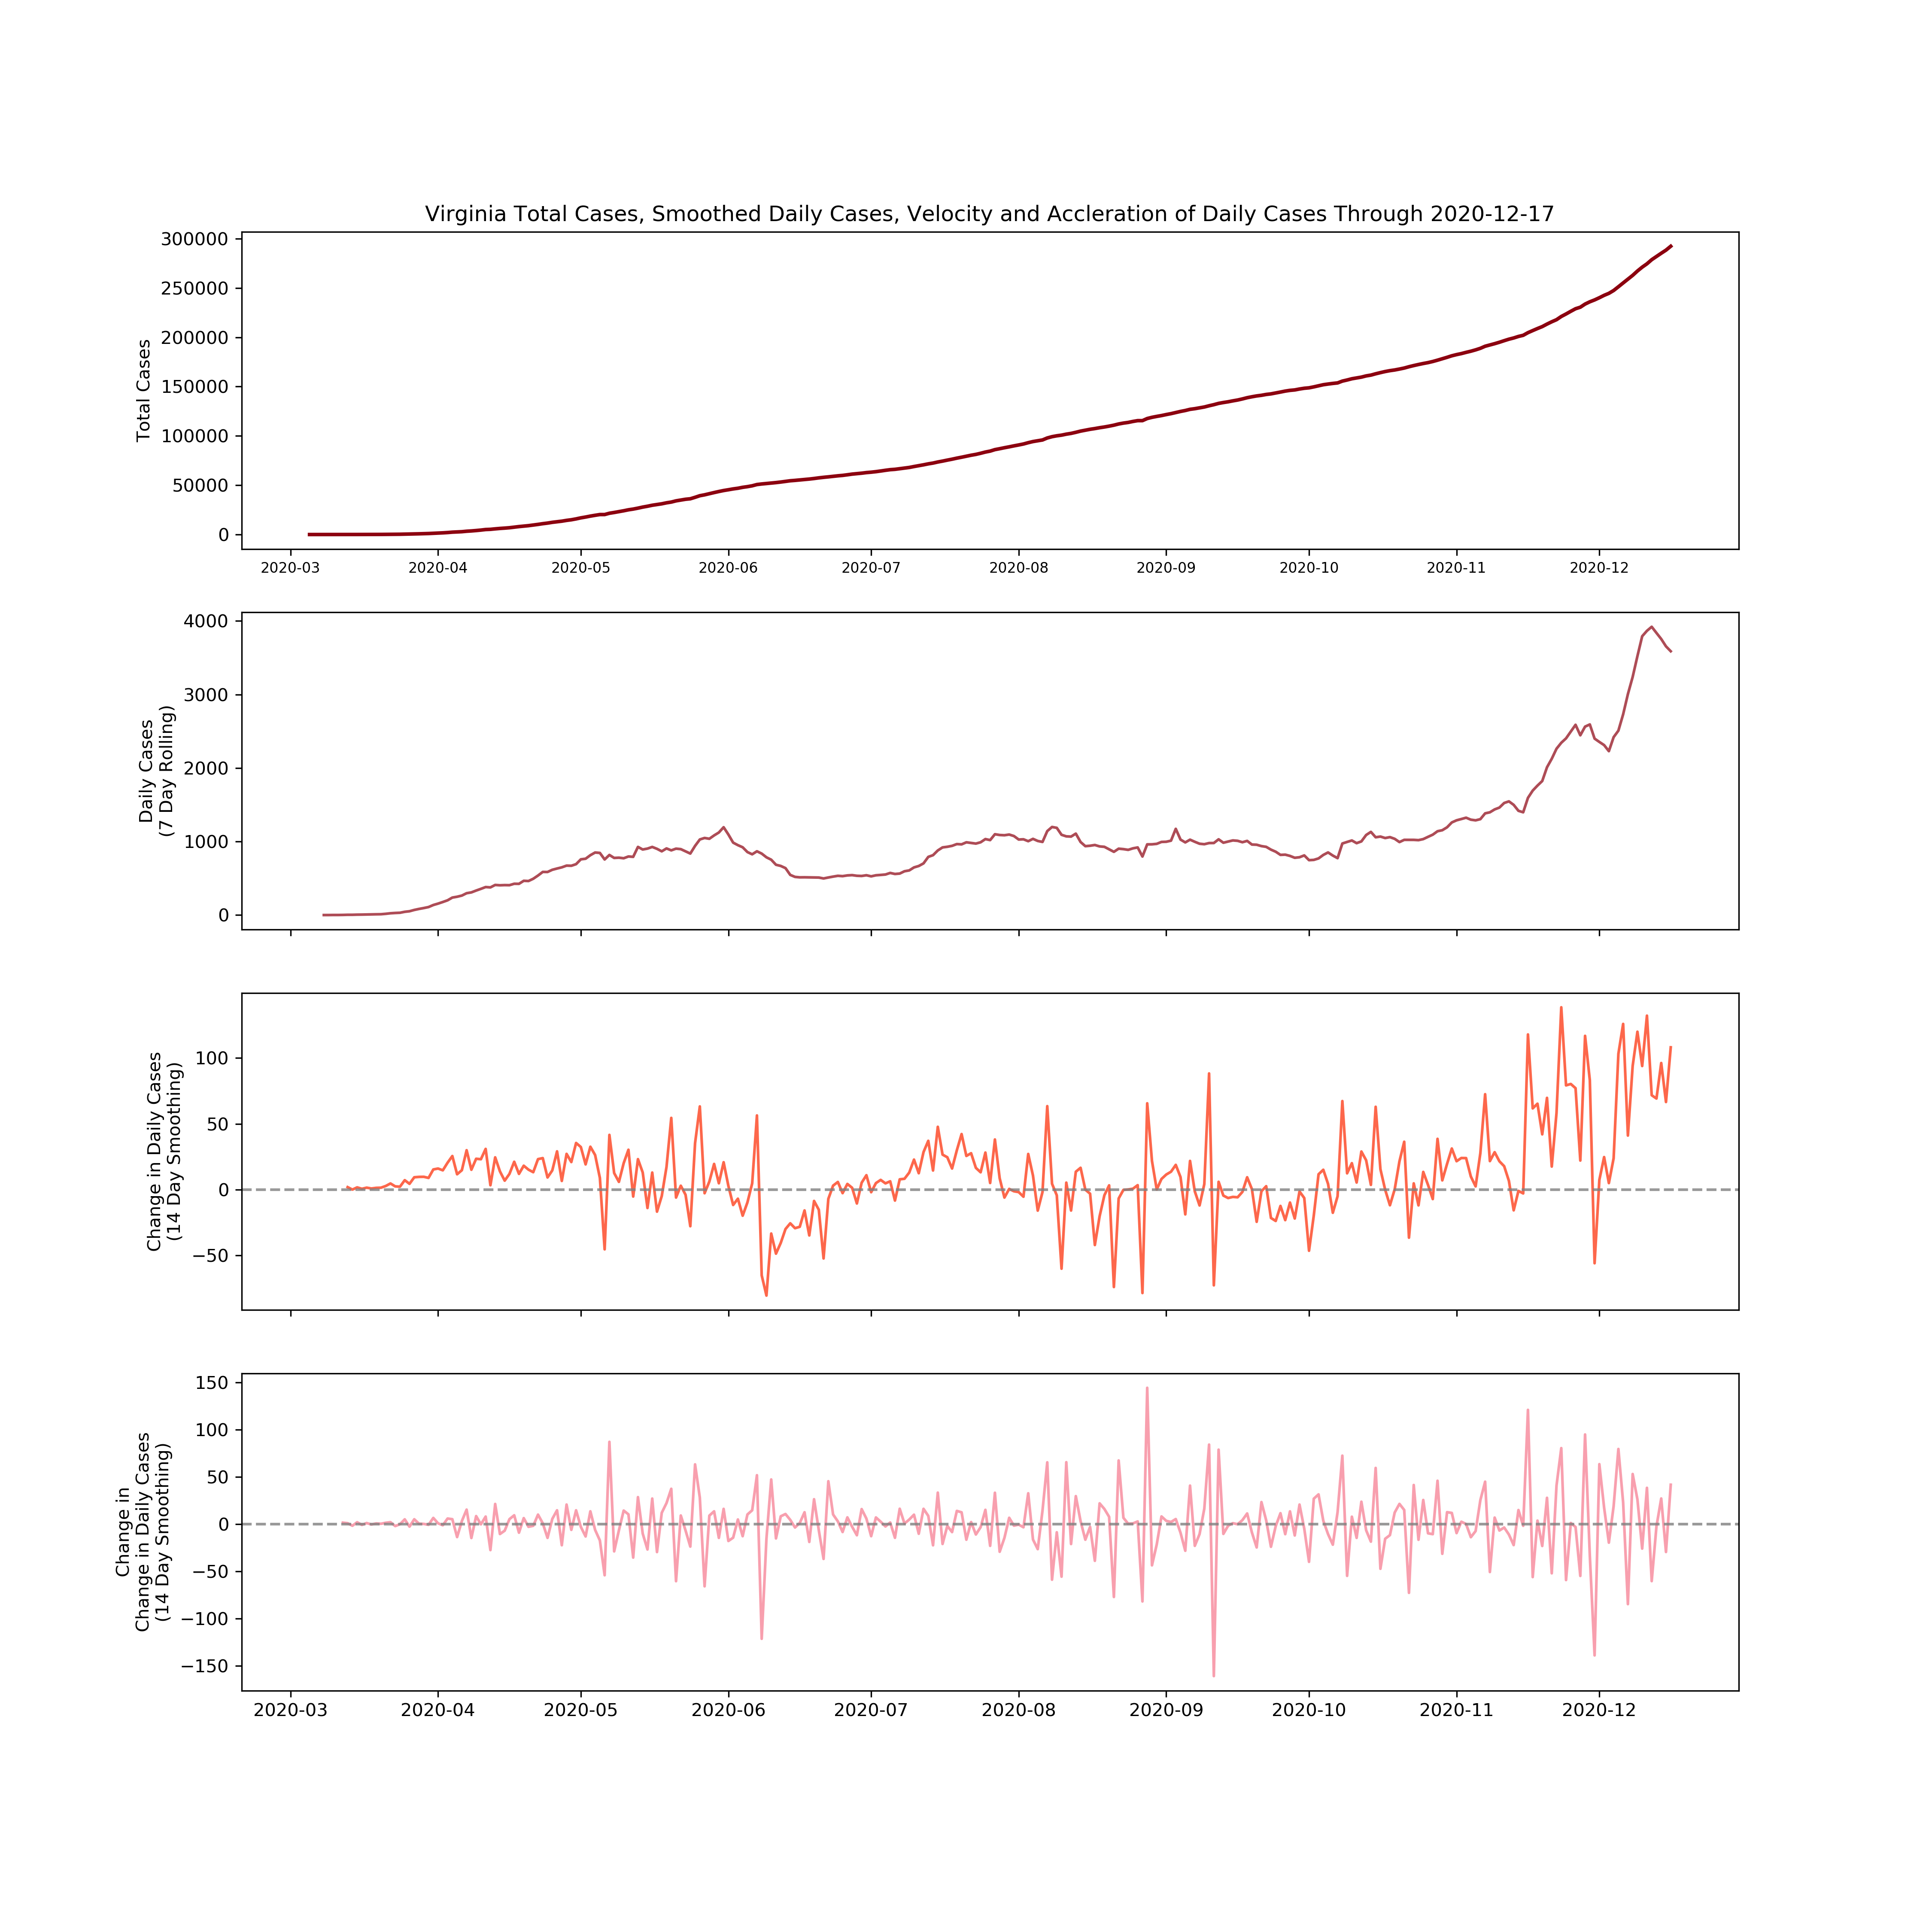 Virginia Total Cases, Smoothed Daily Cases, Velocity and Accleration of Daily Cases Through 2020-12-17
Total Cases
300000
250000
200000
150000
100000
50000
0
2020-03 2020-04 2020-05 2020-06 2020-07 2020-08 2020-09 2020-10 2020-11 2020-12
Daily Cases
(7 Day Rolling)
4000
3000
2000
1000
0
Change in Daily Cases
(14 Day Smoothing)
100
50
0
−50
Change in
Change in Daily Cases
(14 Day Smoothing)
150
100
50
0
−50
−100
−150
2020-03 2020-04 2020-05 2020-06 2020-07 2020-08 2020-09 2020-10 2020-11 2020-12